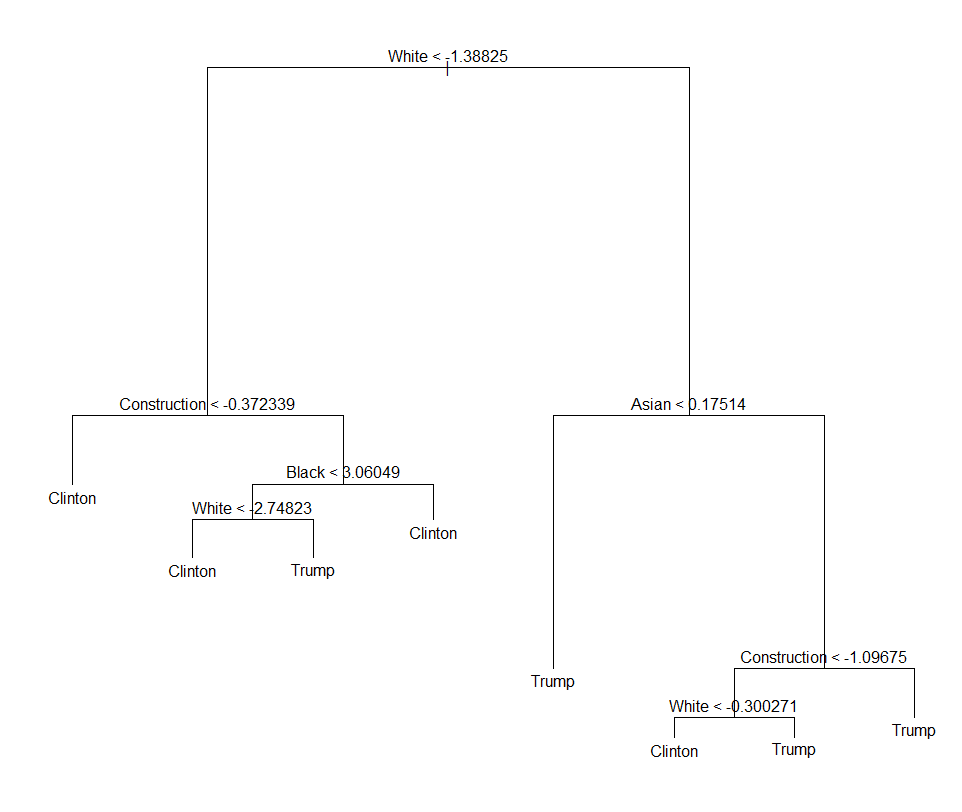 White < -1.38825
Construction < -0.372339
Asian < 0.17514
Black < 3.06049
Clinton
White < -2.74823
Clinton
Clinton
Trump
Construction < -1.09675
Trump
White < -0.300271
Trump
Clinton
Trump